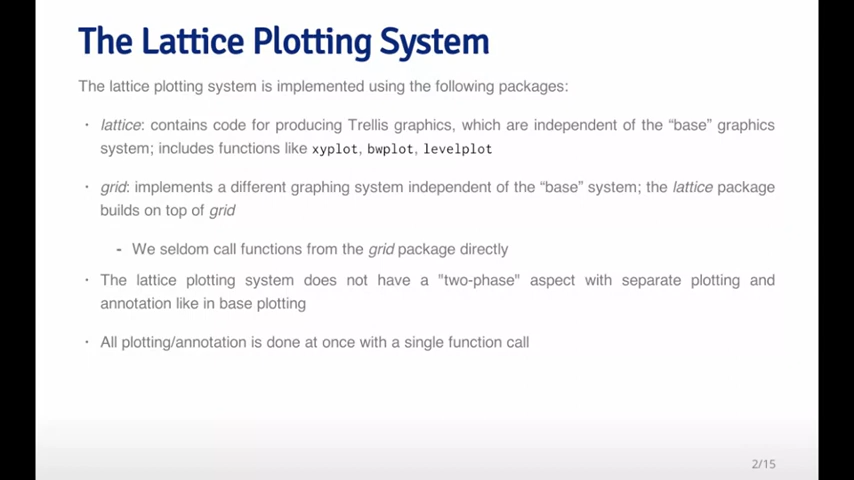 The Lattice Plotting System
The lattice plotting system is implemented using the following packages:
· lattice: contains code for producing Trellis graphics, which are independent of the “base” graphics
system; includes functions like xyplot, bwplot, levelplot
· grid: implements a different graphing system independent of the “base” system; the lattice package
builds on top of grid
- We seldom call functions from the grid package directly
· The lattice plotting system does not have a "two-phase" aspect with separate plotting and
annotation like in base plotting
· All plotting/annotation is done at once with a single function call
2/15